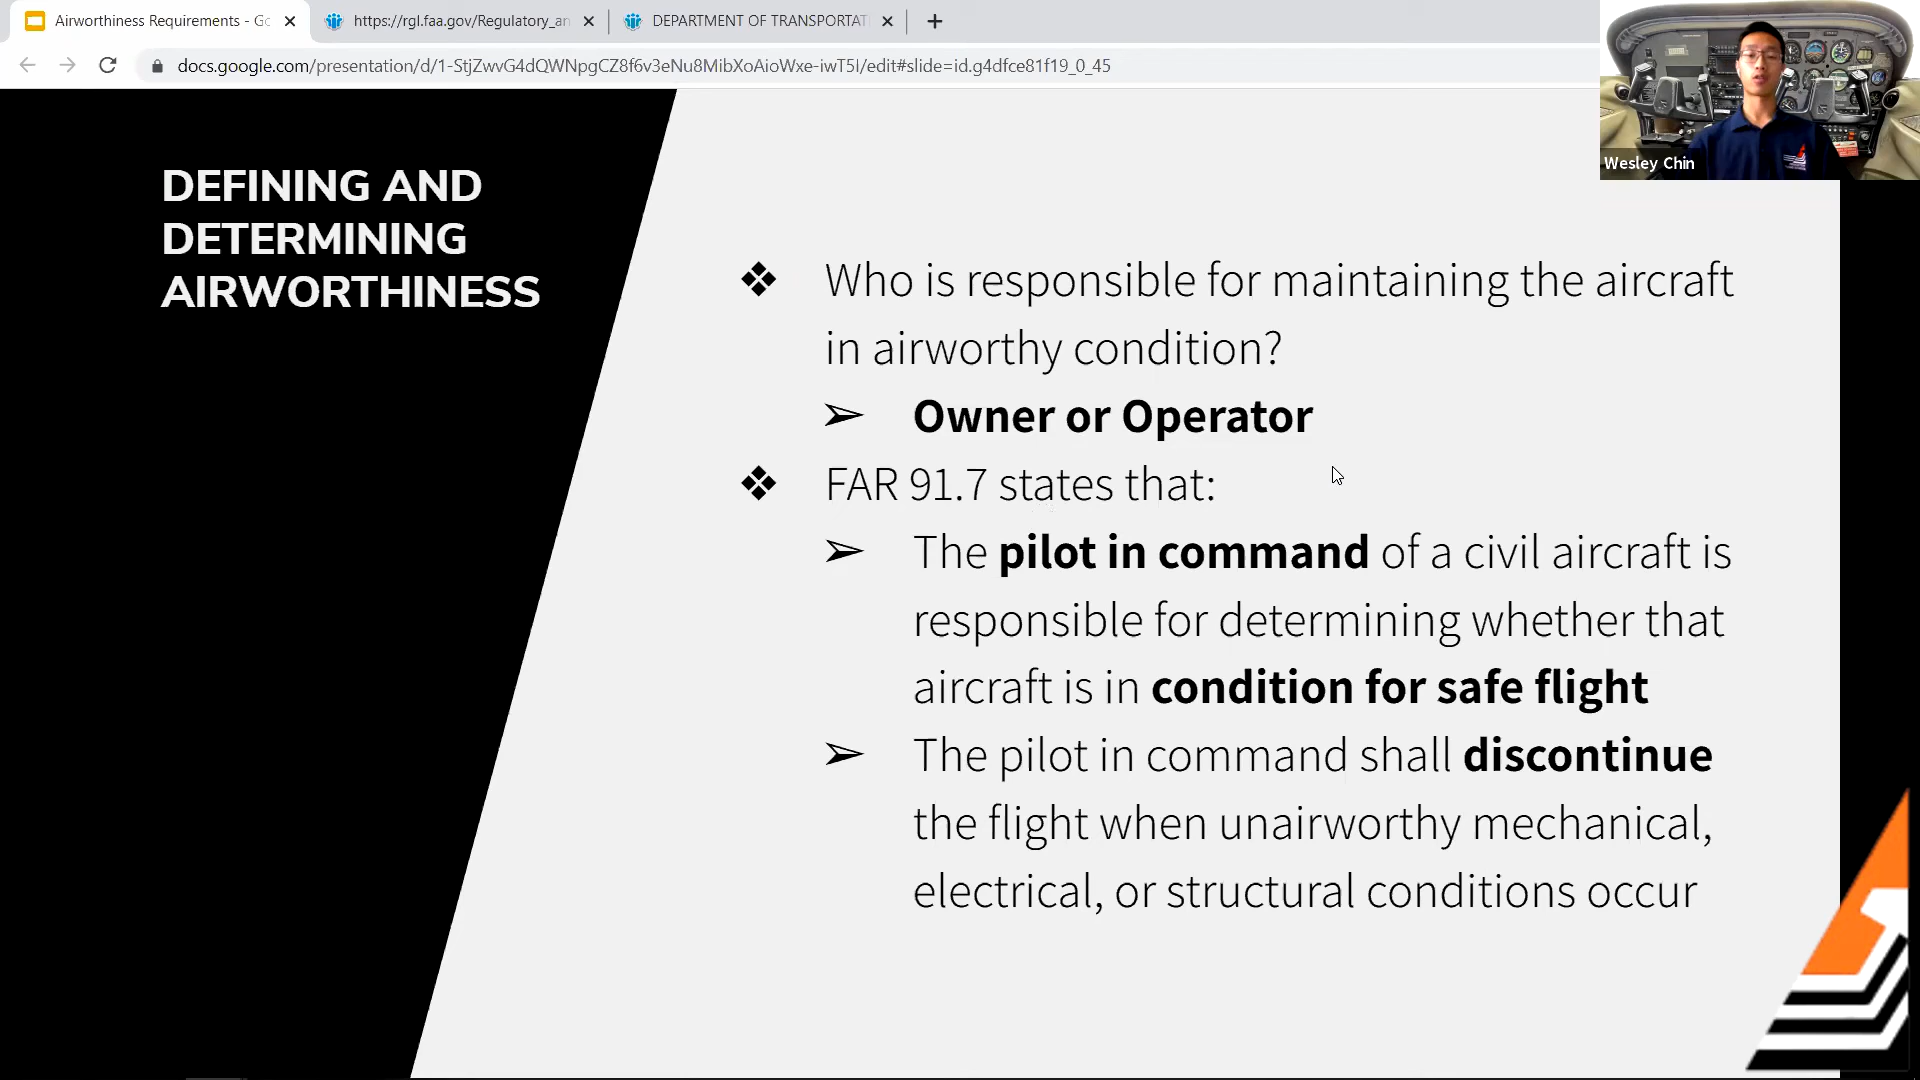 Airworthiness Requirements - Go
https://rgl.faa.gov/Regulatory_an
DEPARTMENT OF TRANSPORTAT
docs.google.com/presentation/d/1-StjZwvG4dQWNpgCZ8f6v3eNu8MibXoAioWxe-iwT5I/edit#slide=id.g4dfce81f19_0_45
Wesley Chin
DEFINING AND
DETERMINING
AIRWORTHINESS
❖ Who is responsible for maintaining the aircraft
in airworthy condition?
➢ Owner or Operator
❖ FAR 91.7 states that:
➢ The pilot in command of a civil aircraft is
responsible for determining whether that
aircraft is in condition for safe flight
➢ The pilot in command shall discontinue
the flight when unairworthy mechanical,
electrical, or structural conditions occur